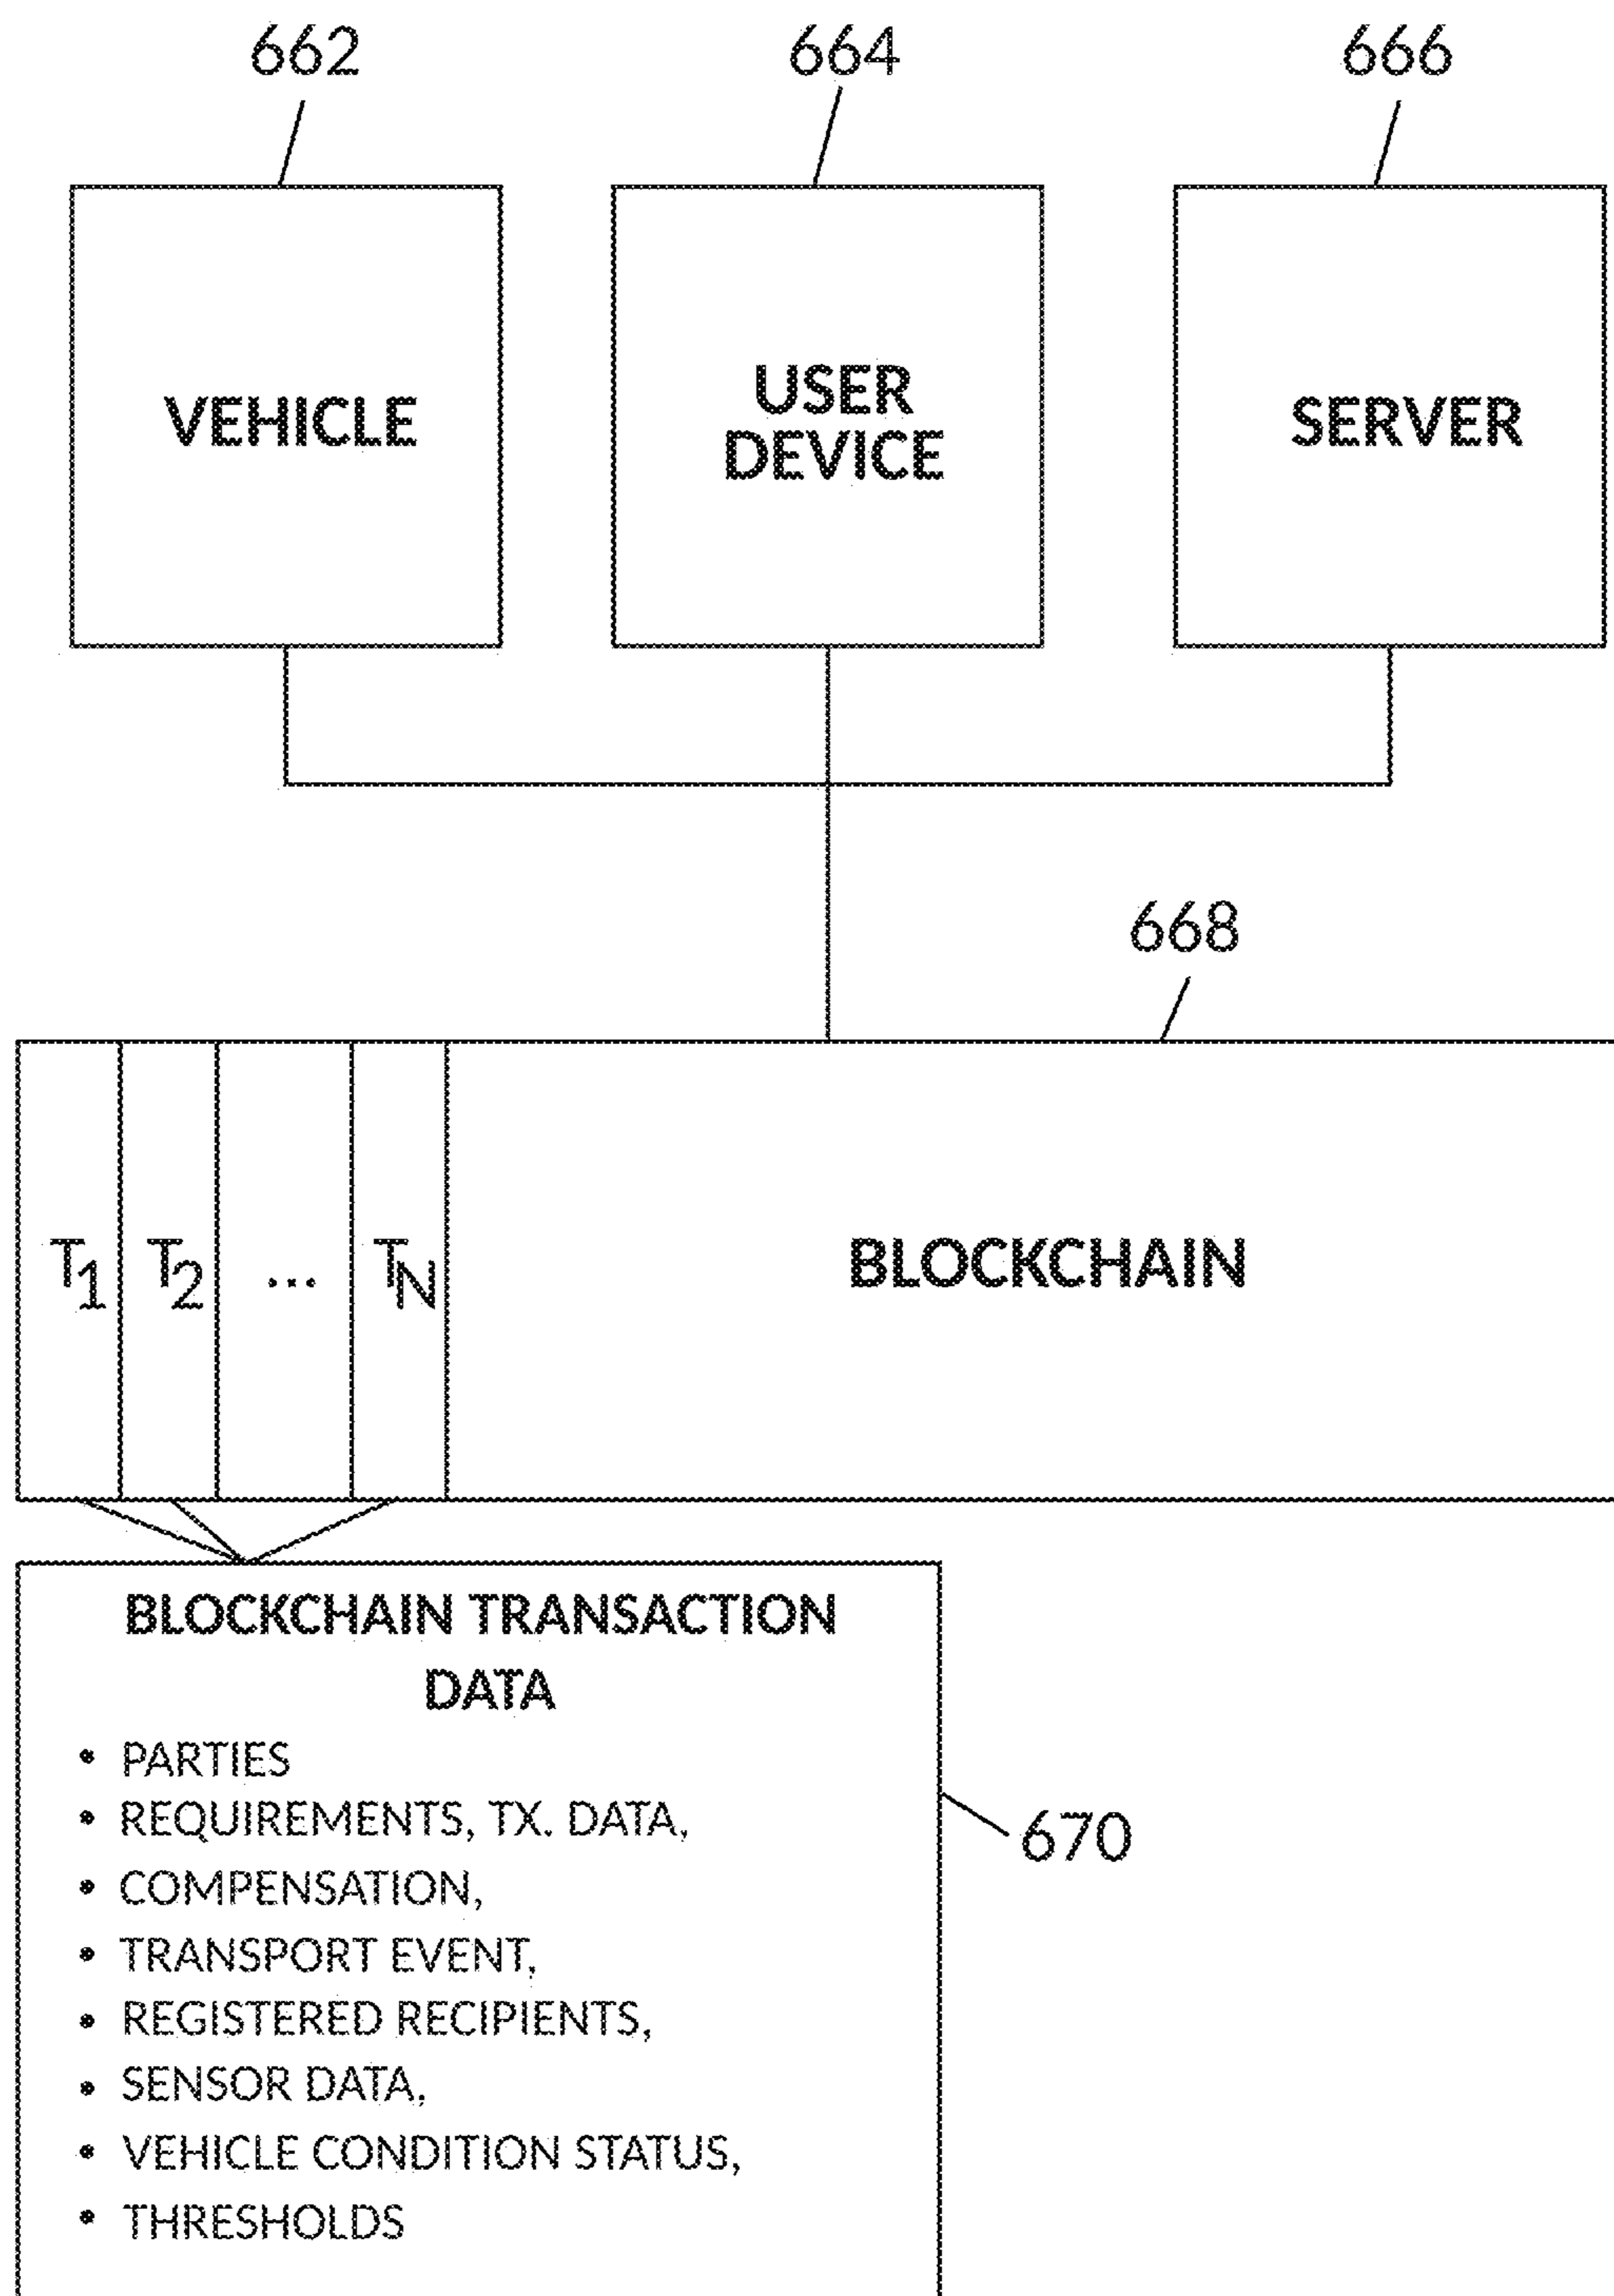 662 664 666
VEHICLE USER DEVICE SERVER
668
T1 T2 ... TN BLOCKCHAIN
BLOCKCHAIN TRANSACTION
DATA
• PARTIES
• REQUIREMENTS, TX. DATA,
• COMPENSATION,
• TRANSPORT EVENT,
• REGISTERED RECIPIENTS,
• SENSOR DATA,
• VEHICLE CONDITION STATUS,
• THRESHOLDS
670